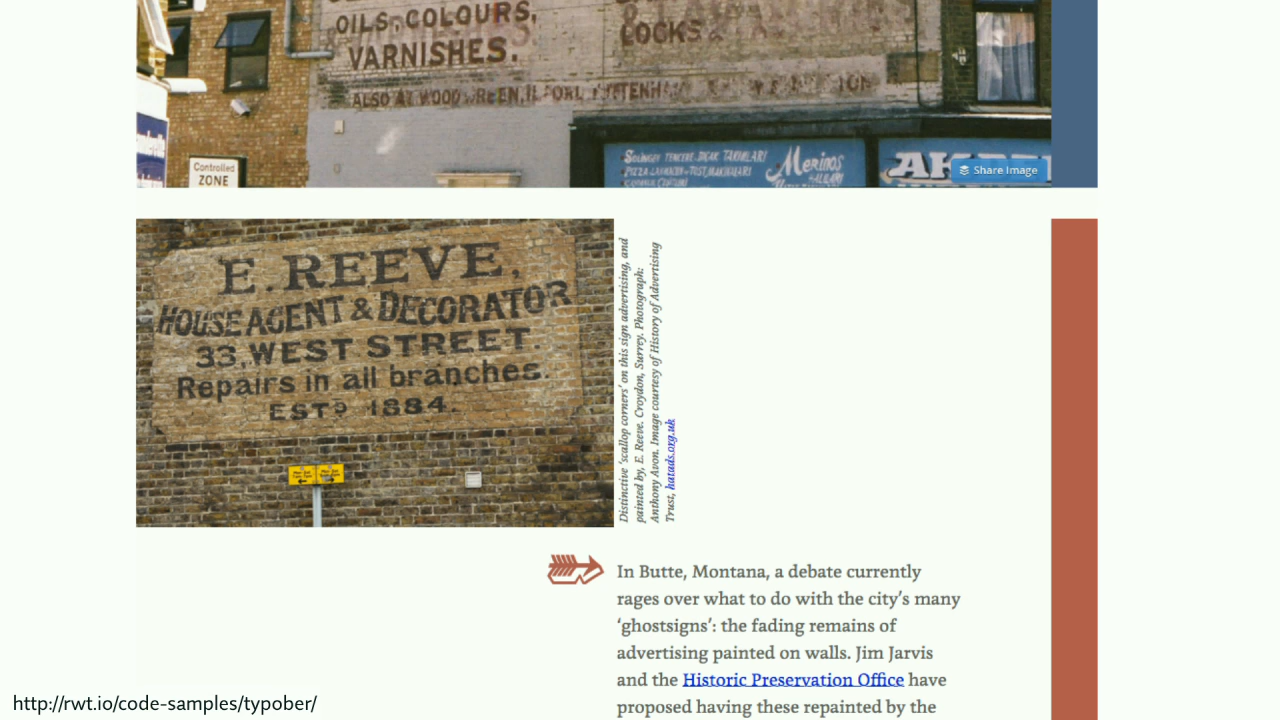 OILS, COLOURS,
VARNISHES.
LOCKS &
ALSO AT WOOD GREEN,
Controlled
ZONE
Merinos
Share Image
E. REEVE,
HOUSE AGENT & DECORATOR
33, WEST STREET.
Repairs in all branches.
ESTD 1884.
Distinctive ‘scallop corners’ on this sign advertising, and
painted by, E. Reeve. Croydon, Surrey. Photograph:
Anthony Avon. Image courtesy of History of Advertising
Trust, hatads.org.uk
In Butte, Montana, a debate currently
rages over what to do with the city’s many
‘ghostsigns’: the fading remains of
advertising painted on walls. Jim Jarvis
and the Historic Preservation Office have
proposed having these repainted by the
http://rwt.io/code-samples/typober/